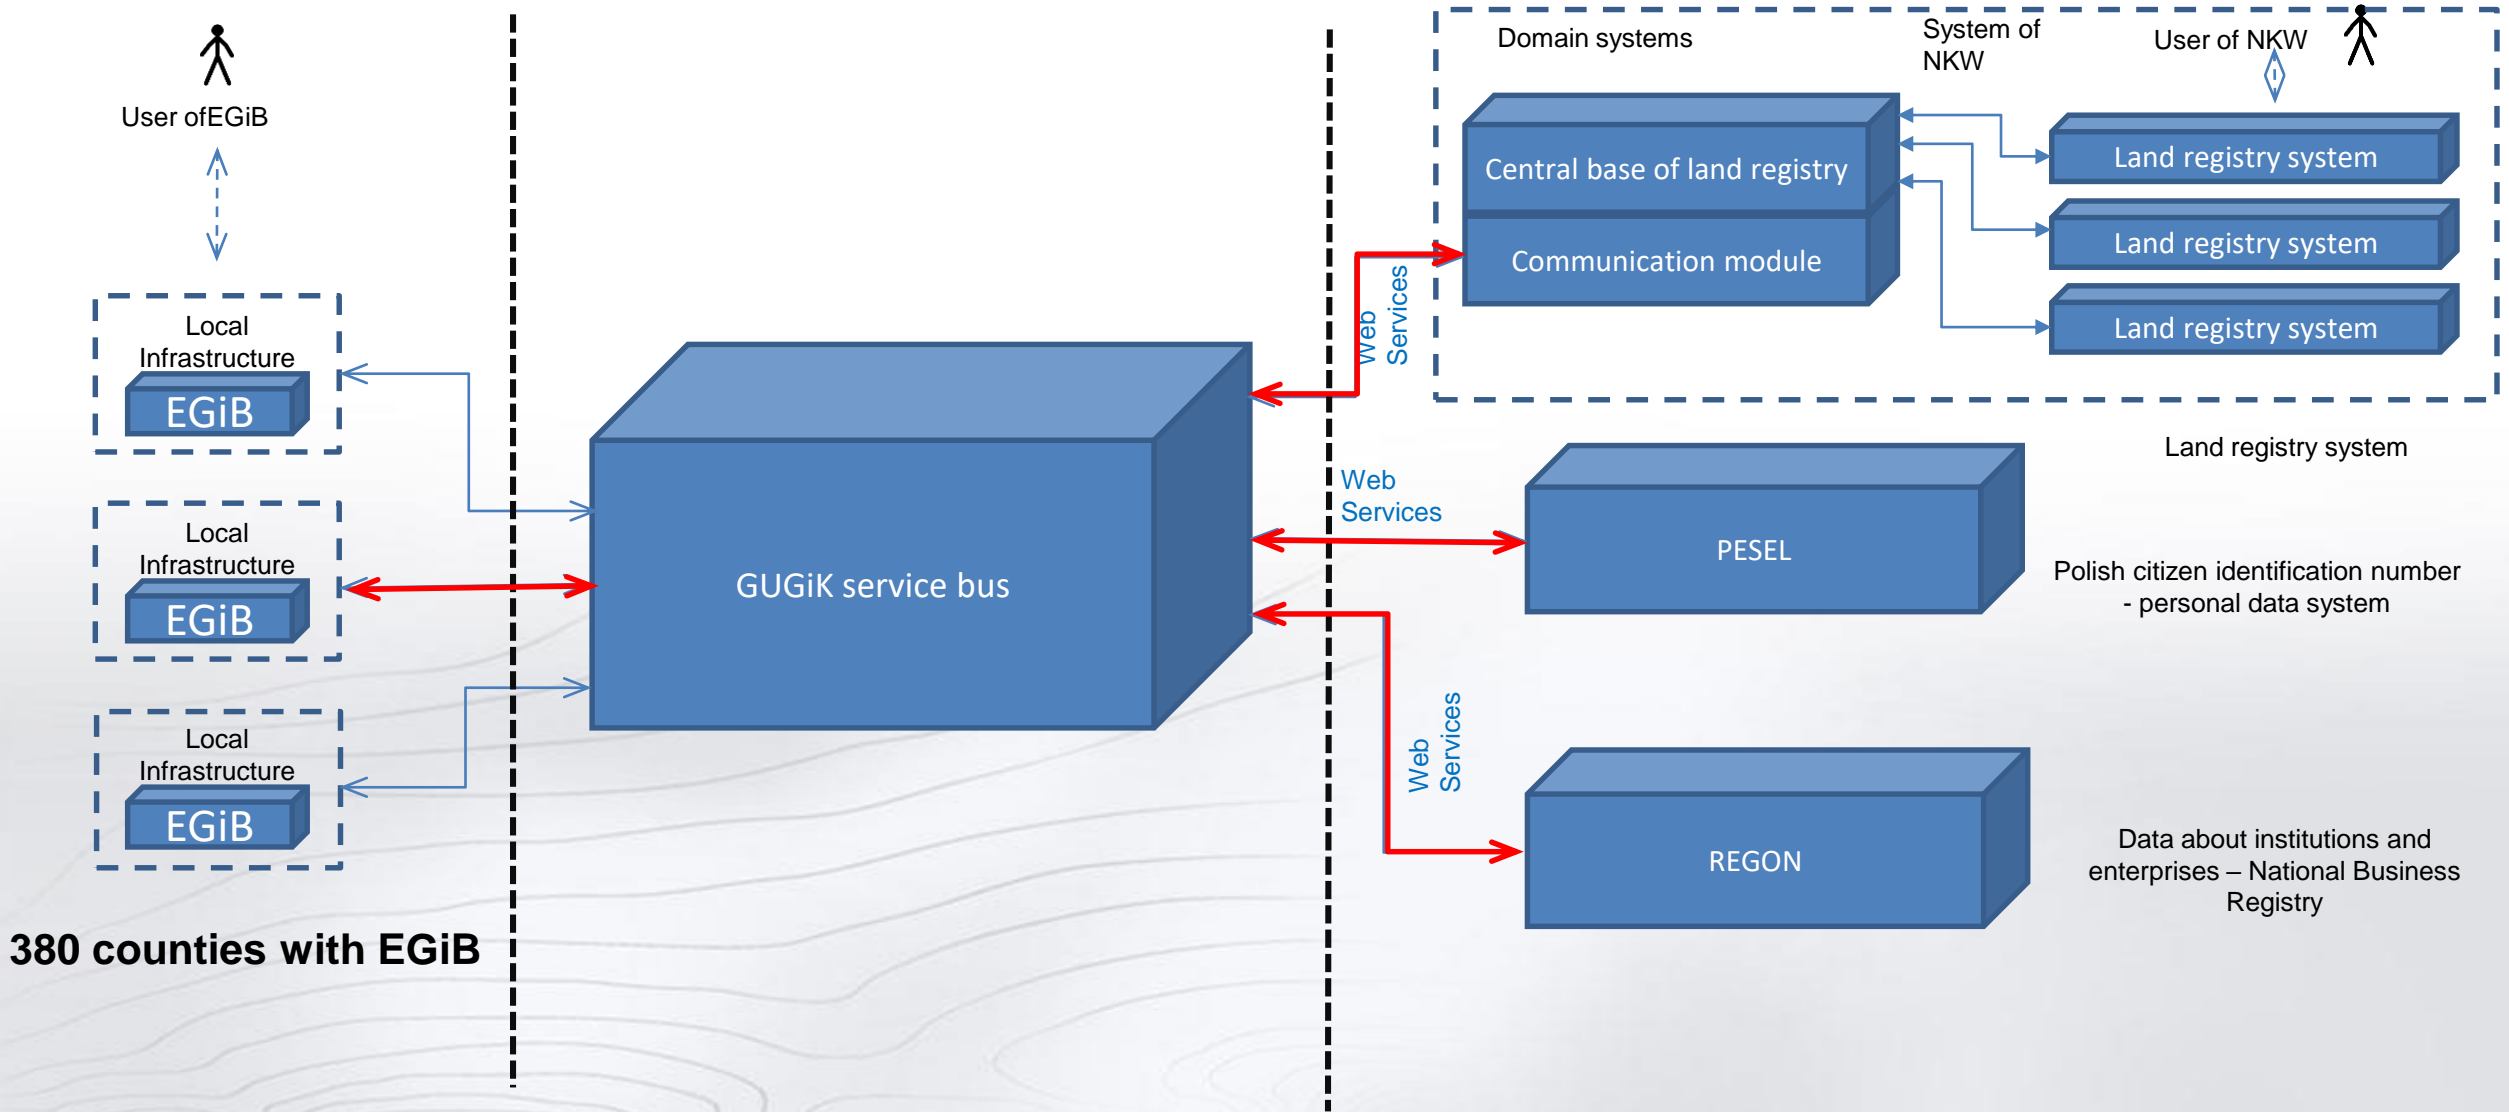 User ofEGiB
Local
Infrastructure
EGiB
Local
Infrastructure
EGiB
Local
Infrastructure
EGiB
380 counties with EGiB
GUGiK service bus
Web
Services
Web
Services
Web
Services
Domain systems
System of
NKW
User of NKW
Central base of land registry
Communication module
Land registry system
Land registry system
Land registry system
Land registry system
PESEL
Polish citizen identification number
- personal data system
REGON
Data about institutions and
enterprises – National Business
Registry